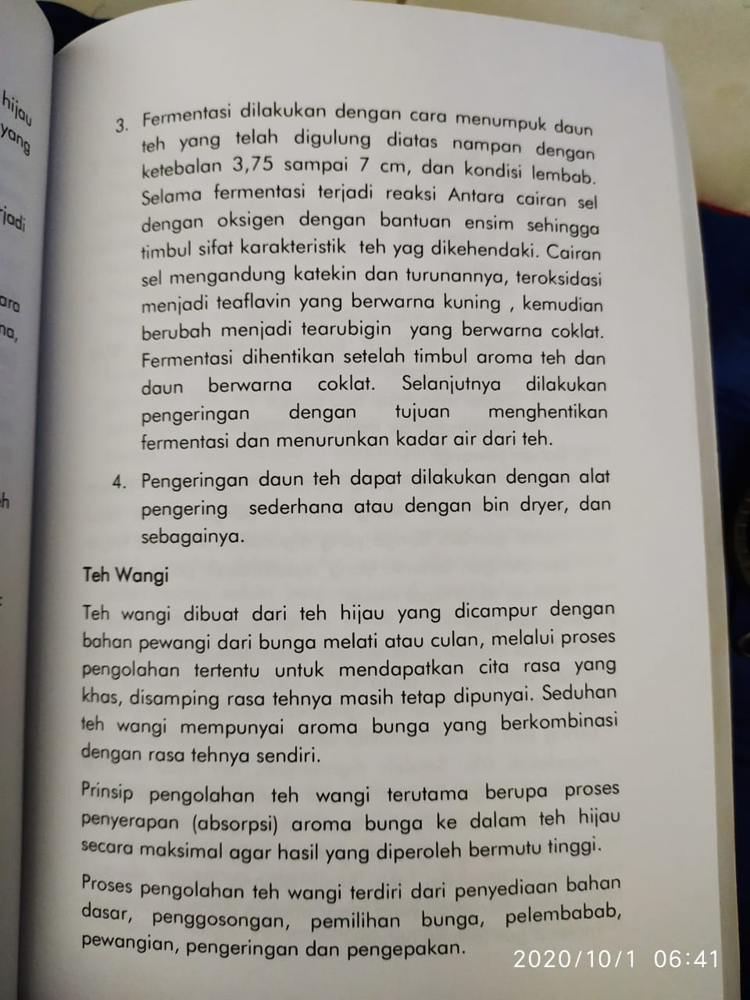 hijau
yang
rjadi
ara
na,
eh
3. Fermentasi dilakukan dengan cara menumpuk daun
teh yang telah digulung diatas nampan dengan
ketebalan 3,75 sampai 7 cm, dan kondisi lembab.
Selama fermentasi terjadi reaksi Antara cairan sel
dengan oksigen dengan bantuan ensim sehingga
timbul sifat karakteristik teh yag dikehendaki. Cairan
sel mengandung katekin dan turunannya, teroksidasi
menjadi teaflavin yang berwarna kuning , kemudian
berubah menjadi tearubigin yang berwarna coklat.
Fermentasi dihentikan setelah timbul aroma teh dan
daun berwarna coklat. Selanjutnya dilakukan
pengeringan dengan tujuan menghentikan
fermentasi dan menurunkan kadar air dari teh.
4. Pengeringan daun teh dapat dilakukan dengan alat
pengering sederhana atau dengan bin dryer, dan
sebagainya.
Teh Wangi
Teh wangi dibuat dari teh hijau yang dicampur dengan
bahan pewangi dari bunga melati atau culan, melalui proses
pengolahan tertentu untuk mendapatkan cita rasa yang
khas, disamping rasa tehnya masih tetap dipunyai. Seduhan
teh wangi mempunyai aroma bunga yang berkombinasi
dengan rasa tehnya sendiri.
Prinsip pengolahan teh wangi terutama berupa proses
penyerapan (absorpsi) aroma bunga ke dalam teh hijau
secara maksimal agar hasil yang diperoleh bermutu tinggi.
Proses pengolahan teh wangi terdiri dari penyediaan bahan
dasar, penggosongan, pemilihan bunga, pelembabab,
pewangian, pengeringan dan pengepakan.
2020/10/1 06:41